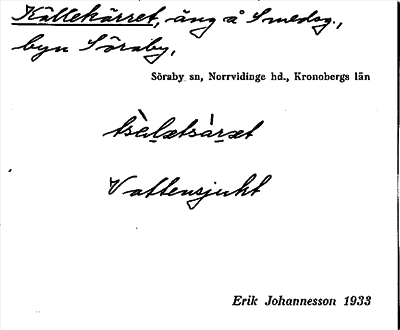 Källekärret, äng å Smedsg.,
byn Söraby,
Söraby sn, Norrvidinge hd., Kronobergs län
Vattensjukt
Erik Johannesson 1933